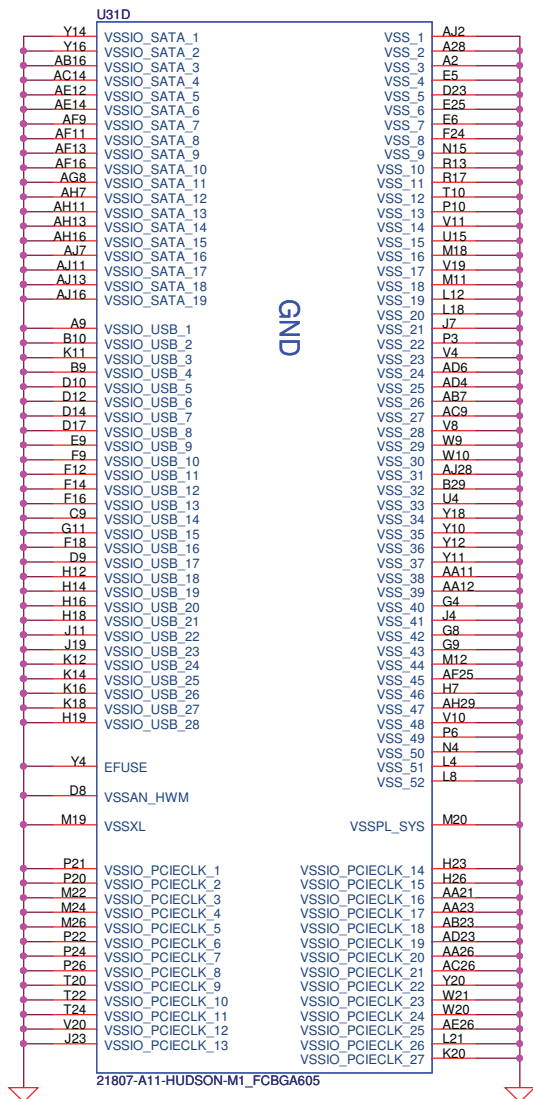 U31D
Y14 VSSIO_SATA_1
Y16 VSSIO_SATA_2
AB16 VSSIO_SATA_3
AC14 VSSIO_SATA_4
AE12 VSSIO_SATA_5
AE14 VSSIO_SATA_6
AF9 VSSIO_SATA_7
AF11 VSSIO_SATA_8
AF13 VSSIO_SATA_9
AF16 VSSIO_SATA_10
AG8 VSSIO_SATA_11
AH7 VSSIO_SATA_12
AH11 VSSIO_SATA_13
AH13 VSSIO_SATA_14
AH16 VSSIO_SATA_15
AJ7 VSSIO_SATA_16
AJ11 VSSIO_SATA_17
AJ13 VSSIO_SATA_18
AJ16 VSSIO_SATA_19
A9 VSSIO_USB_1
B10 VSSIO_USB_2
K11 VSSIO_USB_3
B9 VSSIO_USB_4
D10 VSSIO_USB_5
D12 VSSIO_USB_6
D14 VSSIO_USB_7
D17 VSSIO_USB_8
E9 VSSIO_USB_9
F9 VSSIO_USB_10
F12 VSSIO_USB_11
F14 VSSIO_USB_12
F16 VSSIO_USB_13
C9 VSSIO_USB_14
G11 VSSIO_USB_15
F18 VSSIO_USB_16
D9 VSSIO_USB_17
H12 VSSIO_USB_18
H14 VSSIO_USB_19
H16 VSSIO_USB_20
H18 VSSIO_USB_21
J11 VSSIO_USB_22
J19 VSSIO_USB_23
K12 VSSIO_USB_24
K14 VSSIO_USB_25
K16 VSSIO_USB_26
K18 VSSIO_USB_27
H19 VSSIO_USB_28
Y4 EFUSE
D8 VSSAN_HWM
M19 VSSXL
P21 VSSIO_PCIECLK_1
P20 VSSIO_PCIECLK_2
M22 VSSIO_PCIECLK_3
M24 VSSIO_PCIECLK_4
M26 VSSIO_PCIECLK_5
P22 VSSIO_PCIECLK_6
P24 VSSIO_PCIECLK_7
P26 VSSIO_PCIECLK_8
T20 VSSIO_PCIECLK_9
T22 VSSIO_PCIECLK_10
T24 VSSIO_PCIECLK_11
V20 VSSIO_PCIECLK_12
J23 VSSIO_PCIECLK_13
GND
VSS_1 AJ2
VSS_2 A28
VSS_3 A2
VSS_4 E5
VSS_5 D23
VSS_6 E25
VSS_7 E6
VSS_8 F24
VSS_9 N15
VSS_10 R13
VSS_11 R17
VSS_12 T10
VSS_13 P10
VSS_14 V11
VSS_15 U15
VSS_16 M18
VSS_17 V19
VSS_18 M11
VSS_19 L12
VSS_20 L18
VSS_21 J7
VSS_22 P3
VSS_23 V4
VSS_24 AD6
VSS_25 AD4
VSS_26 AB7
VSS_27 AC9
VSS_28 V8
VSS_29 W9
VSS_30 W10
VSS_31 AJ28
VSS_32 B29
VSS_33 U4
VSS_34 Y18
VSS_35 Y10
VSS_36 Y12
VSS_37 Y11
VSS_38 AA11
VSS_39 AA12
VSS_40 G4
VSS_41 J4
VSS_42 G8
VSS_43 G9
VSS_44 M12
VSS_45 AF25
VSS_46 H7
VSS_47 AH29
VSS_48 V10
VSS_49 P6
VSS_50 N4
VSS_51 L4
VSS_52 L8
VSSPL_SYS M20
VSSIO_PCIECLK_14 H23
VSSIO_PCIECLK_15 H26
VSSIO_PCIECLK_16 AA21
VSSIO_PCIECLK_17 AA23
VSSIO_PCIECLK_18 AB23
VSSIO_PCIECLK_19 AD23
VSSIO_PCIECLK_20 AA26
VSSIO_PCIECLK_21 AC26
VSSIO_PCIECLK_22 Y20
VSSIO_PCIECLK_23 W21
VSSIO_PCIECLK_24 W20
VSSIO_PCIECLK_25 AE26
VSSIO_PCIECLK_26 L21
VSSIO_PCIECLK_27 K20
21807-A11-HUDSON-M1_FCBGA605